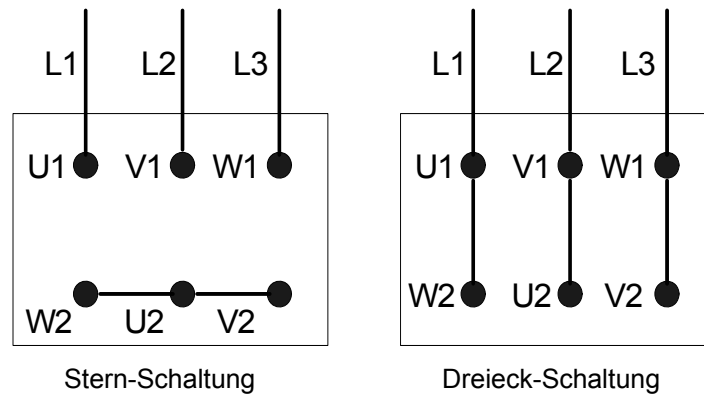 L1 L2 L3 L1 L2 L3
U1 V1 W1 U1 V1 W1
W2 U2 V2 W2 U2 V2
Stern-Schaltung Dreieck-Schaltung